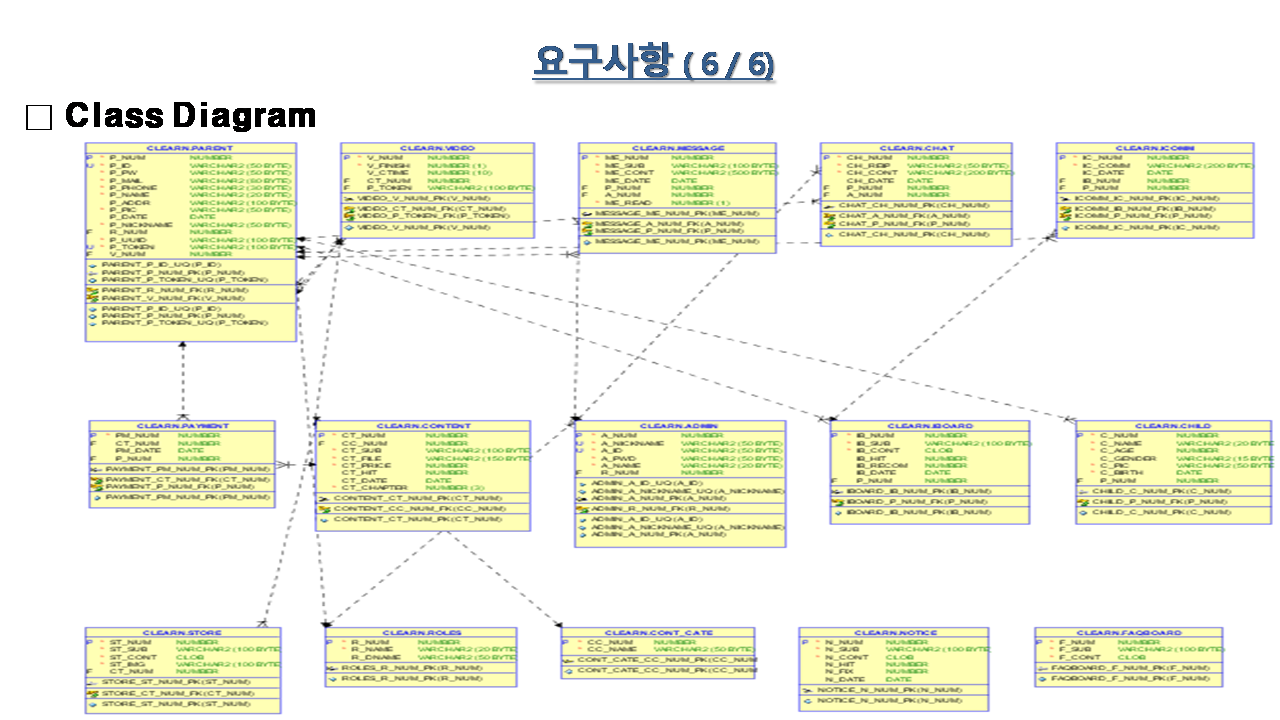 요구사항 ( 6 / 6)
□ Class Diagram
CLEARN.PARENT
P * P_NUM NUMBER
U * P_ID VARCHAR2 (50 BYTE)
* P_PW VARCHAR2 (50 BYTE)
* P_MAIL VARCHAR2 (30 BYTE)
* P_PHONE VARCHAR2 (30 BYTE)
* P_NAME VARCHAR2 (20 BYTE)
* P_ADDR VARCHAR2 (100 BYTE)
* P_PIC VARCHAR2 (50 BYTE)
* P_DATE DATE
* P_NICKNAME VARCHAR2 (50 BYTE)
F R_NUM NUMBER
* P_UUID VARCHAR2 (100 BYTE)
U * P_TOKEN VARCHAR2 (100 BYTE)
F V_NUM NUMBER
PARENT_P_ID_UQ (P_ID)
PARENT_P_NUM_PK (P_NUM)
PARENT_P_TOKEN_UQ (P_TOKEN)
PARENT_R_NUM_FK (R_NUM)
PARENT_V_NUM_FK (V_NUM)
PARENT_P_ID_UQ (P_ID)
PARENT_P_NUM_PK (P_NUM)
PARENT_P_TOKEN_UQ (P_TOKEN)
CLEARN.VIDEO
P * V_NUM NUMBER
V_FINISH NUMBER (1)
V_CTIME NUMBER (10)
F CT_NUM NUMBER
F P_TOKEN VARCHAR2 (100 BYTE)
VIDEO_V_NUM_PK (V_NUM)
VIDEO_CT_NUM_FK (CT_NUM)
VIDEO_P_TOKEN_FK (P_TOKEN)
VIDEO_V_NUM_PK (V_NUM)
CLEARN.MESSAGE
P * ME_NUM NUMBER
* ME_SUB VARCHAR2 (100 BYTE)
* ME_CONT VARCHAR2 (500 BYTE)
ME_DATE DATE
F P_NUM NUMBER
F A_NUM NUMBER
* ME_READ NUMBER (1)
MESSAGE_ME_NUM_PK (ME_NUM)
MESSAGE_A_NUM_FK (A_NUM)
MESSAGE_P_NUM_FK (P_NUM)
MESSAGE_ME_NUM_PK (ME_NUM)
CLEARN.CHAT
P * CH_NUM NUMBER
* CH_RBIP VARCHAR2 (50 BYTE)
* CH_CONT VARCHAR2 (200 BYTE)
CH_DATE DATE
F P_NUM NUMBER
F A_NUM NUMBER
CHAT_CH_NUM_PK (CH_NUM)
CHAT_A_NUM_FK (A_NUM)
CHAT_P_NUM_FK (P_NUM)
CHAT_CH_NUM_PK (CH_NUM)
CLEARN.ICOMM
P * IC_NUM NUMBER
* IC_COMM VARCHAR2 (200 BYTE)
IC_DATE DATE
F IB_NUM NUMBER
F P_NUM NUMBER
ICOMM_IC_NUM_PK (IC_NUM)
ICOMM_IB_NUM_FK (IB_NUM)
ICOMM_P_NUM_FK (P_NUM)
ICOMM_IC_NUM_PK (IC_NUM)
CLEARN.PAYMENT
P * PM_NUM NUMBER
F CT_NUM NUMBER
PM_DATE DATE
F P_NUM NUMBER
PAYMENT_PM_NUM_PK (PM_NUM)
PAYMENT_CT_NUM_FK (CT_NUM)
PAYMENT_P_NUM_FK (P_NUM)
PAYMENT_PM_NUM_PK (PM_NUM)
CLEARN.CONTENT
P * CT_NUM NUMBER
F CC_NUM NUMBER
* CT_SUB VARCHAR2 (100 BYTE)
* CT_FILE VARCHAR2 (150 BYTE)
* CT_PRICE NUMBER
* CT_HIT NUMBER
CT_DATE DATE
* CT_CHAPTER NUMBER (3)
CONTENT_CT_NUM_PK (CT_NUM)
CONTENT_CC_NUM_FK (CC_NUM)
CONTENT_CT_NUM_PK (CT_NUM)
CLEARN.ADMIN
P * A_NUM NUMBER
U * A_NICKNAME VARCHAR2 (50 BYTE)
U * A_ID VARCHAR2 (50 BYTE)
* A_PWD VARCHAR2 (50 BYTE)
* A_NAME VARCHAR2 (20 BYTE)
F R_NUM NUMBER
ADMIN_A_ID_UQ (A_ID)
ADMIN_A_NICKNAME_UQ (A_NICKNAME)
ADMIN_A_NUM_PK (A_NUM)
ADMIN_R_NUM_FK (R_NUM)
ADMIN_A_ID_UQ (A_ID)
ADMIN_A_NICKNAME_UQ (A_NICKNAME)
ADMIN_A_NUM_PK (A_NUM)
CLEARN.IBOARD
P * IB_NUM NUMBER
* IB_SUB VARCHAR2 (100 BYTE)
* IB_CONT CLOB
IB_HIT NUMBER
IB_RECOM NUMBER
IB_DATE DATE
F P_NUM NUMBER
IBOARD_IB_NUM_PK (IB_NUM)
IBOARD_P_NUM_FK (P_NUM)
IBOARD_IB_NUM_PK (IB_NUM)
CLEARN.CHILD
P * C_NUM NUMBER
* C_NAME VARCHAR2 (20 BYTE
* C_AGE NUMBER
* C_GENDER VARCHAR2 (15 BYTE
* C_PIC VARCHAR2 (50 BYTE
* C_BIRTH DATE
F P_NUM NUMBER
CHILD_C_NUM_PK (C_NUM)
CHILD_P_NUM_FK (P_NUM)
CHILD_C_NUM_PK (C_NUM)
CLEARN.STORE
P * ST_NUM NUMBER
* ST_SUB VARCHAR2 (100 BYTE
* ST_CONT CLOB
* ST_IMG VARCHAR2 (100 BYTE
F CT_NUM NUMBER
STORE_ST_NUM_PK (ST_NUM)
STORE_CT_NUM_FK (CT_NUM)
STORE_ST_NUM_PK (ST_NUM)
CLEARN.ROLES
P * R_NUM NUMBER
* R_NAME VARCHAR2 (20 BYTE)
* R_DNAME VARCHAR2 (50 BYTE)
ROLES_R_NUM_PK (R_NUM)
ROLES_R_NUM_PK (R_NUM)
CLEARN.CONT_CATE
P * CC_NUM NUMBER
* CC_NAME VARCHAR2 (50 BYTE)
CONT_CATE_CC_NUM_PK (CC_NUM
CONT_CATE_CC_NUM_PK (CC_NUM
CLEARN.NOTICE
P * N_NUM NUMBER
* N_SUB VARCHAR2 (100 BYTE
* N_CONT CLOB
* N_HIT NUMBER
* N_FIX NUMBER
N_DATE DATE
NOTICE_N_NUM_PK (N_NUM)
NOTICE_N_NUM_PK (N_NUM)
CLEARN.FAQBOARD
P * F_NUM NUMBER
* F_SUB VARCHAR2 (100 BYTE
* F_CONT CLOB
FAQBOARD_F_NUM_PK (F_NUM)
FAQBOARD_F_NUM_PK (F_NUM)